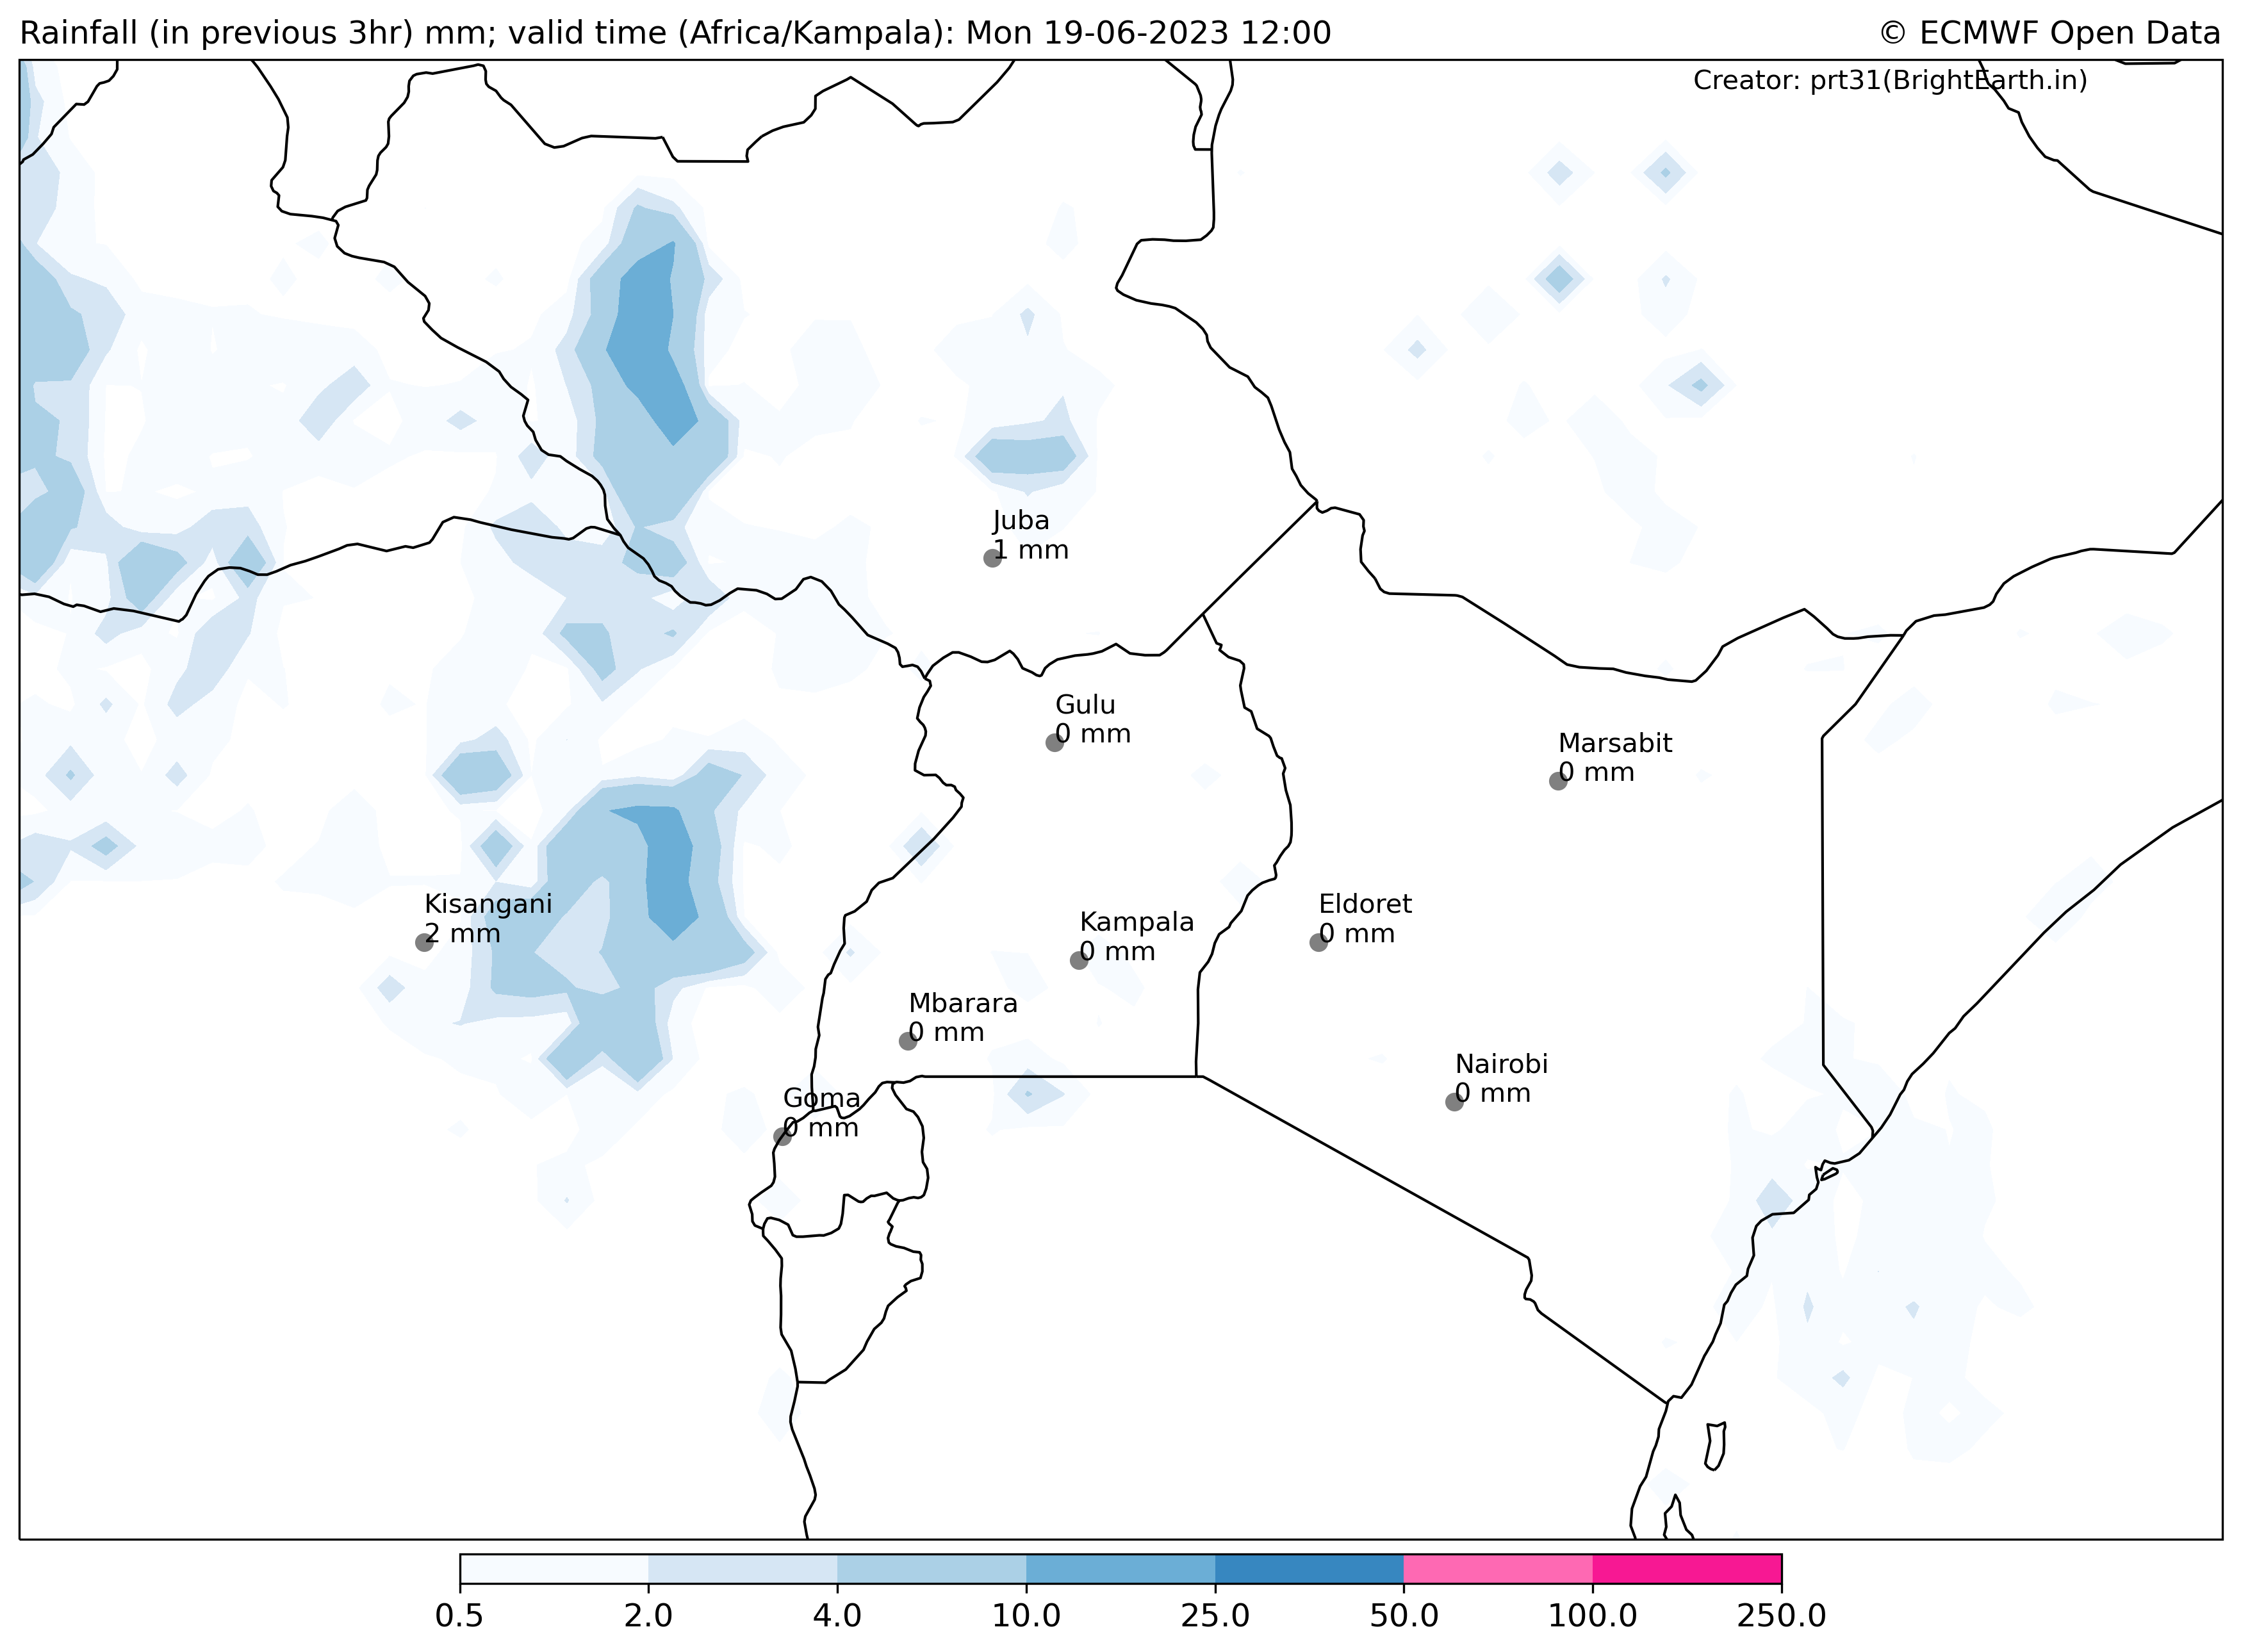 Rainfall (in previous 3hr) mm; valid time (Africa/Kampala): Mon 19-06-2023 12:00
© ECMWF Open Data
Creator: prt31(BrightEarth.in)
Juba
1 mm
Gulu
0 mm
Marsabit
0 mm
Kisangani
2 mm
Kampala
0 mm
Eldoret
0 mm
Mbarara
0 mm
Nairobi
0 mm
Goma
0 mm
0.5 2.0 4.0 10.0 25.0 50.0 100.0 250.0